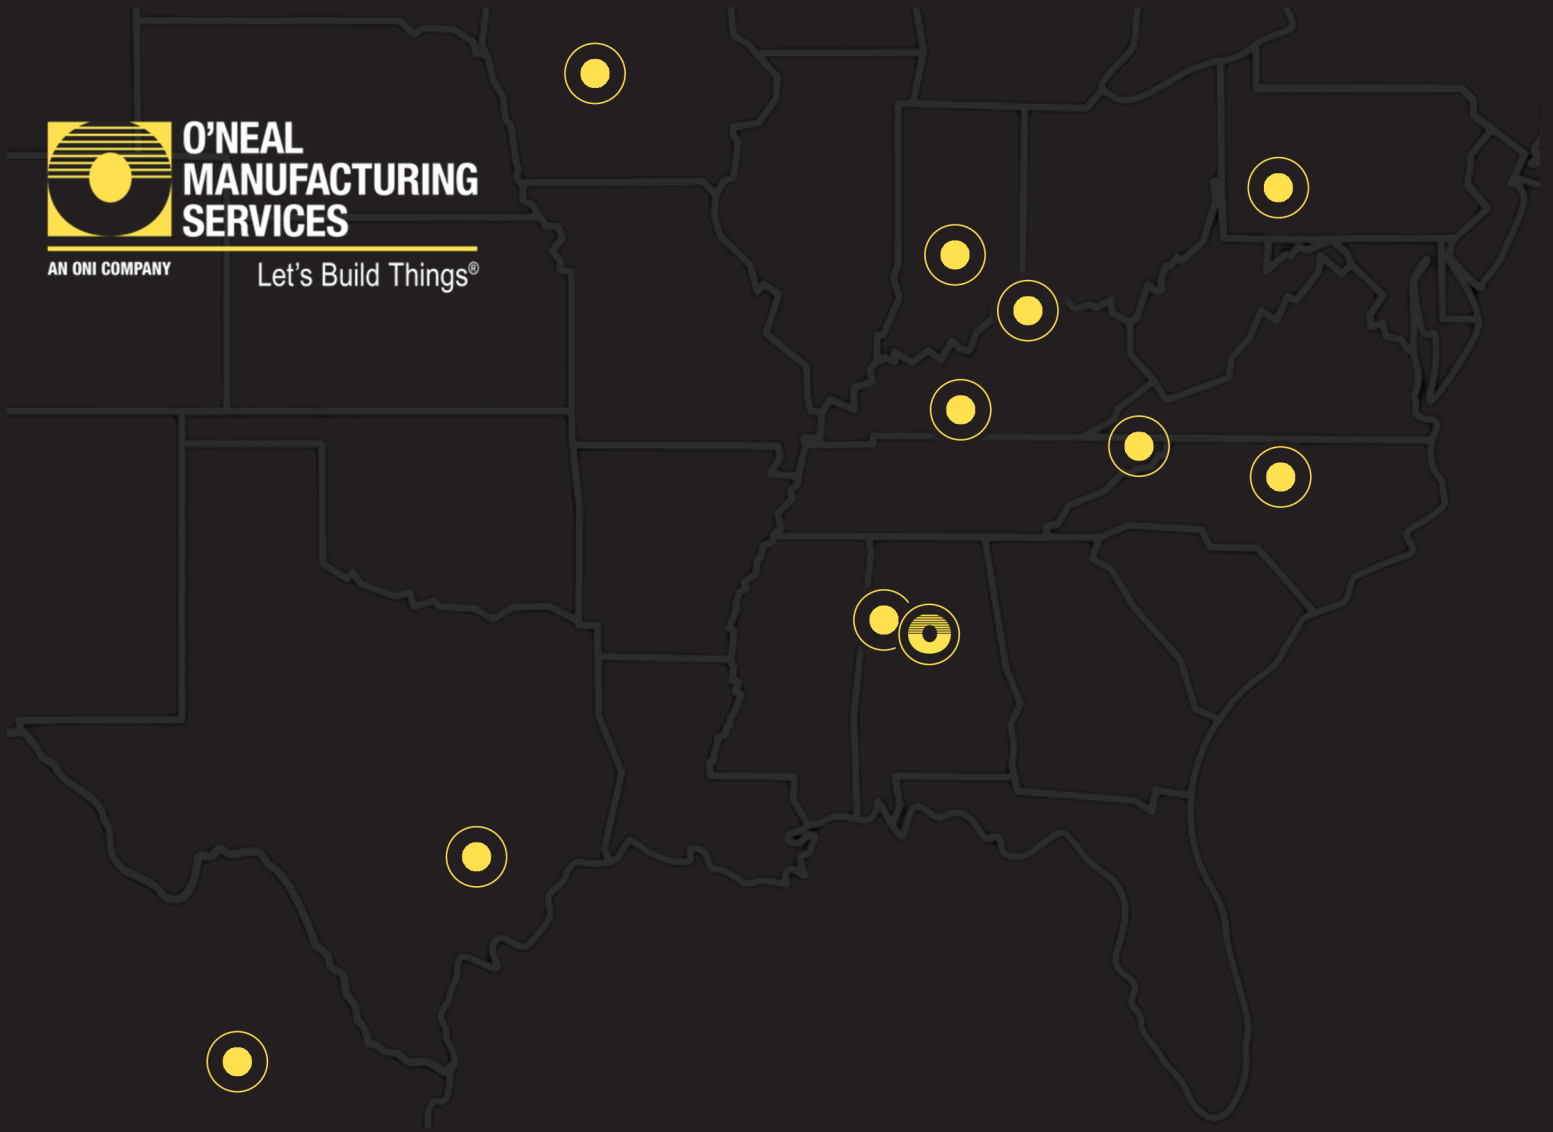 O'NEAL
MANUFACTURING
SERVICES
AN ONI COMPANY
Let's Build Things®